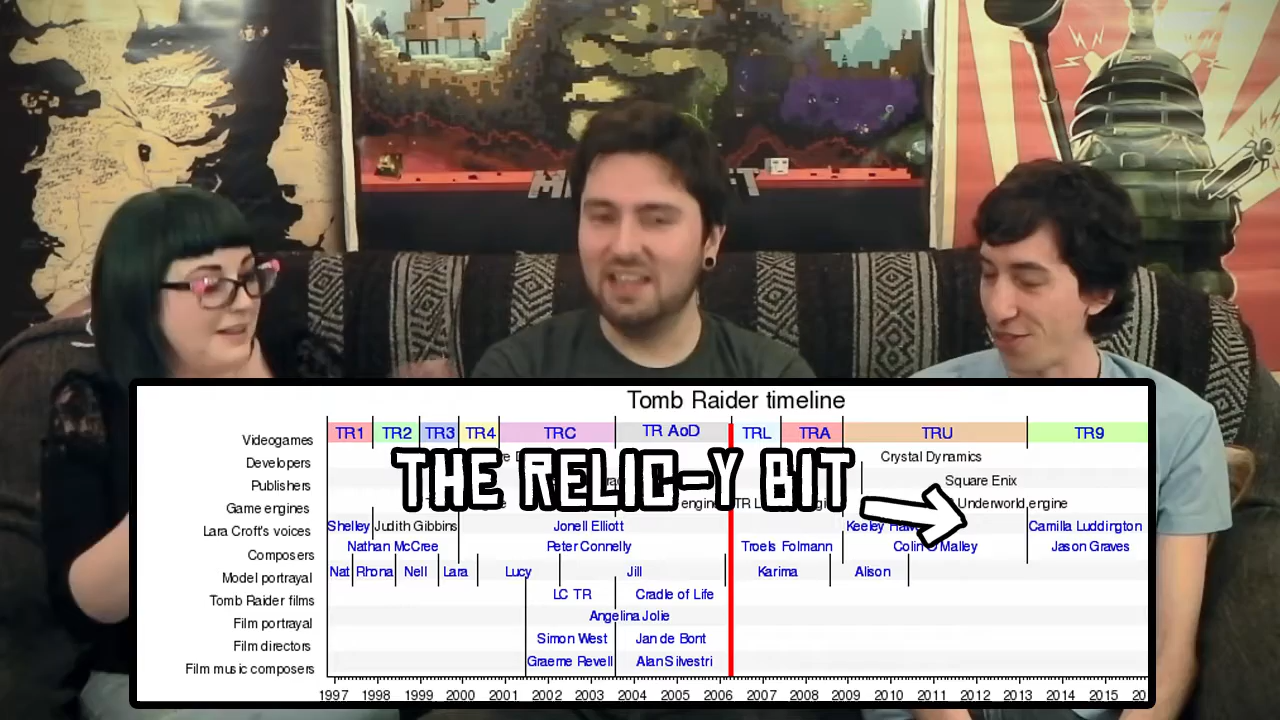 Tomb Raider timeline
Videogames TR1 TR2 TR3 TR4 TRC TR AoD TRL TRA TRU TR9
Developers Crystal Dynamics
THE RELIC-Y BIT
Publishers Square Enix
Game engines engine TR Underworld engine
Lara Croft's voices Shelley Judith Gibbins Jonell Elliott Keeley Camilla Luddington
Composers Nathan McCree Peter Connelly Troels Folmann Colin O'Malley Jason Graves
Model portrayal Nat Rhona Nell Lara Lucy Jill Karima Alison
Tomb Raider films LC TR Cradle of Life
Film portrayal Angelina Jolie
Film directors Simon West Jan de Bont
Film music composers Graeme Revell Alan Silvestri
1997 1998 1999 2000 2001 2002 2003 2004 2005 2006 2007 2008 2009 2010 2011 2012 2013 2014 2015